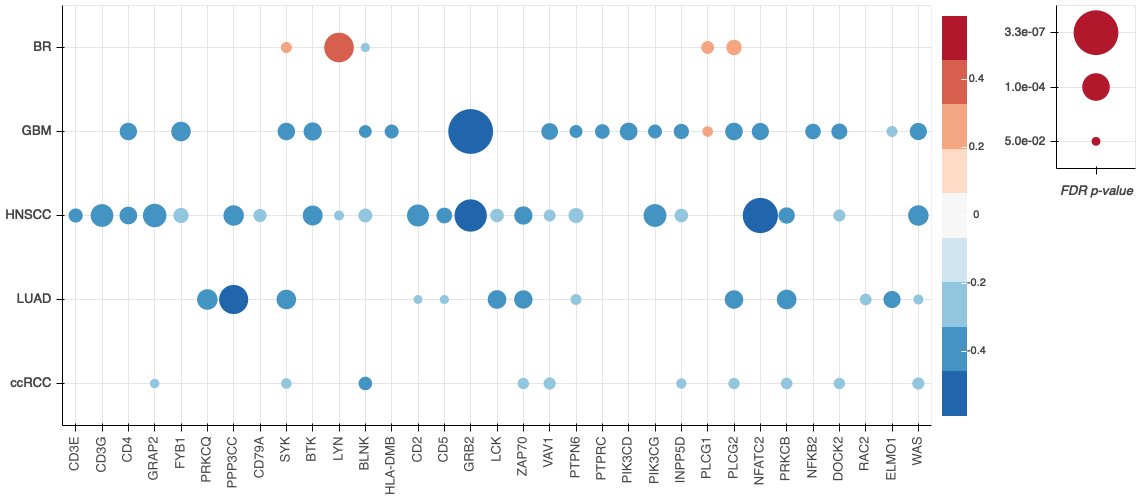 BR
GBM
HNSCC
LUAD
ccRCC
CD3E
CD3G
CD4
GRAP2
FYB1
PRKCQ
PPP3CC
CD79A
SYK
BTK
LYN
BLNK
HLA-DMB
CD2
CD5
GRB2
LCK
ZAP70
VAV1
PTPN6
PTPRC
PIK3CD
PIK3CG
INPP5D
PLCG1
PLCG2
NFATC2
PRKCB
NFKB2
DOCK2
RAC2
ELMO1
WAS
0.4
0.2
0
-0.2
-0.4
3.3e-07
1.0e-04
5.0e-02
FDR p-value